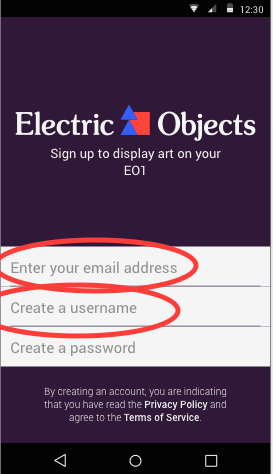 12:30
Electric Objects
Sign up to display art on your
EO1
Enter your email address
Create a username
Create a password
By creating an account, you are indicating
that you have read the Privacy Policy and
agree to the Terms of Service.